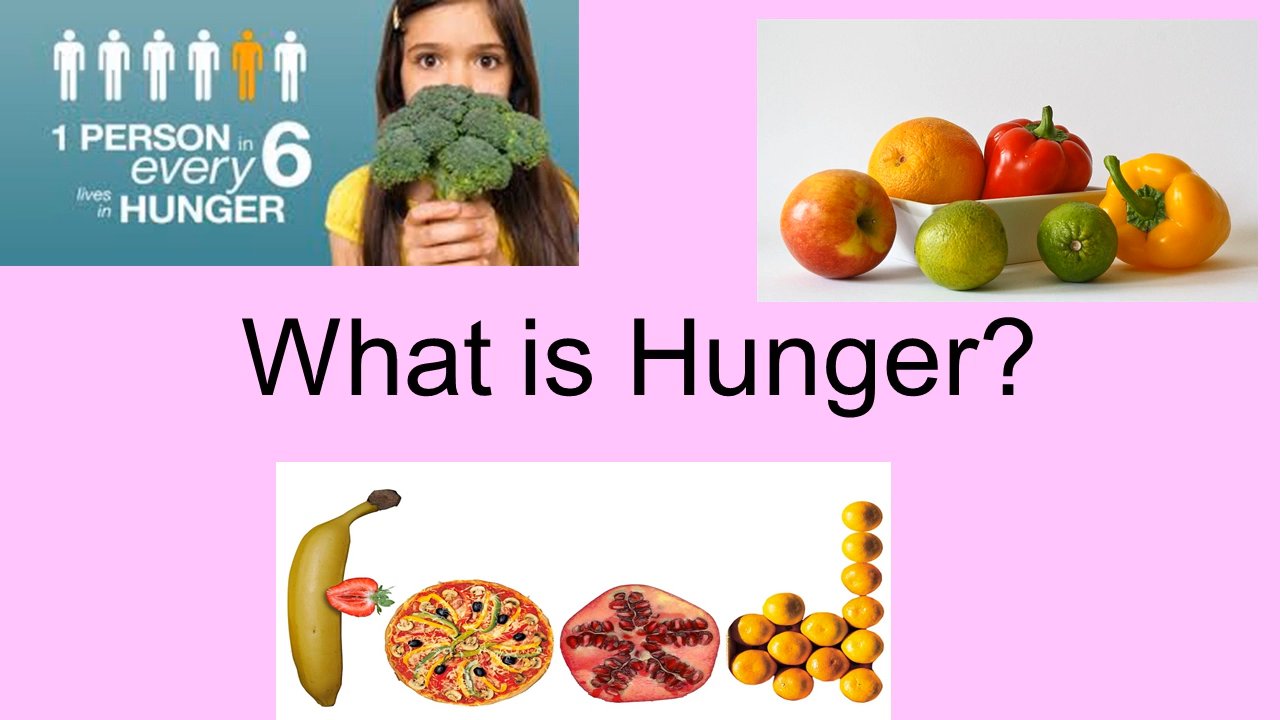 1 PERSON in
every 6
lives
in HUNGER
What is Hunger?
food